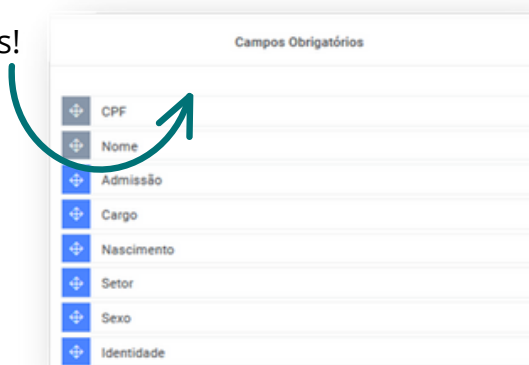 s!
Campos Obrigatórios
CPF
Nome
Admissão
Cargo
Nascimento
Setor
Sexo
Identidade